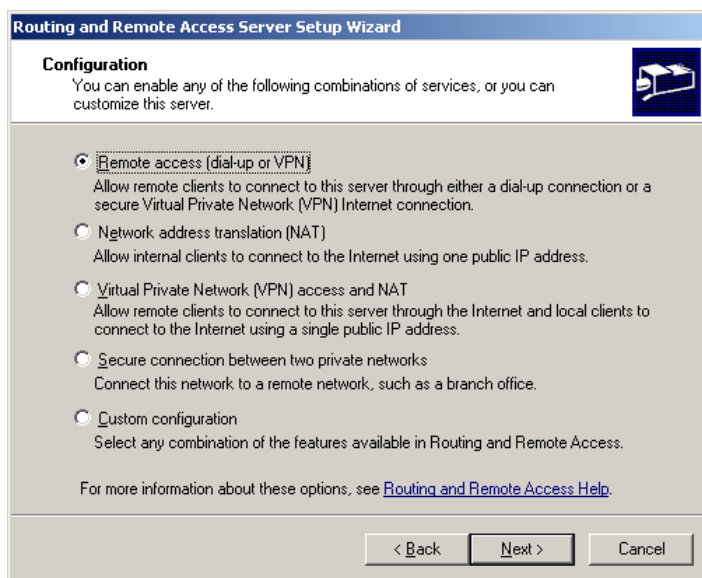 Routing and Remote Access Server Setup Wizard
Configuration
You can enable any of the following combinations of services, or you can
customize this server.
Remote access (dial-up or VPN)
Allow remote clients to connect to this server through either a dial-up connection or a
secure Virtual Private Network (VPN) Internet connection.
Network address translation (NAT)
Allow internal clients to connect to the Internet using one public IP address.
Virtual Private Network (VPN) access and NAT
Allow remote clients to connect to this server through the Internet and local clients to
connect to the Internet using a single public IP address.
Secure connection between two private networks
Connect this network to a remote network, such as a branch office.
Custom configuration
Select any combination of the features available in Routing and Remote Access.
For more information about these options, see Routing and Remote Access Help.
< Back Next > Cancel